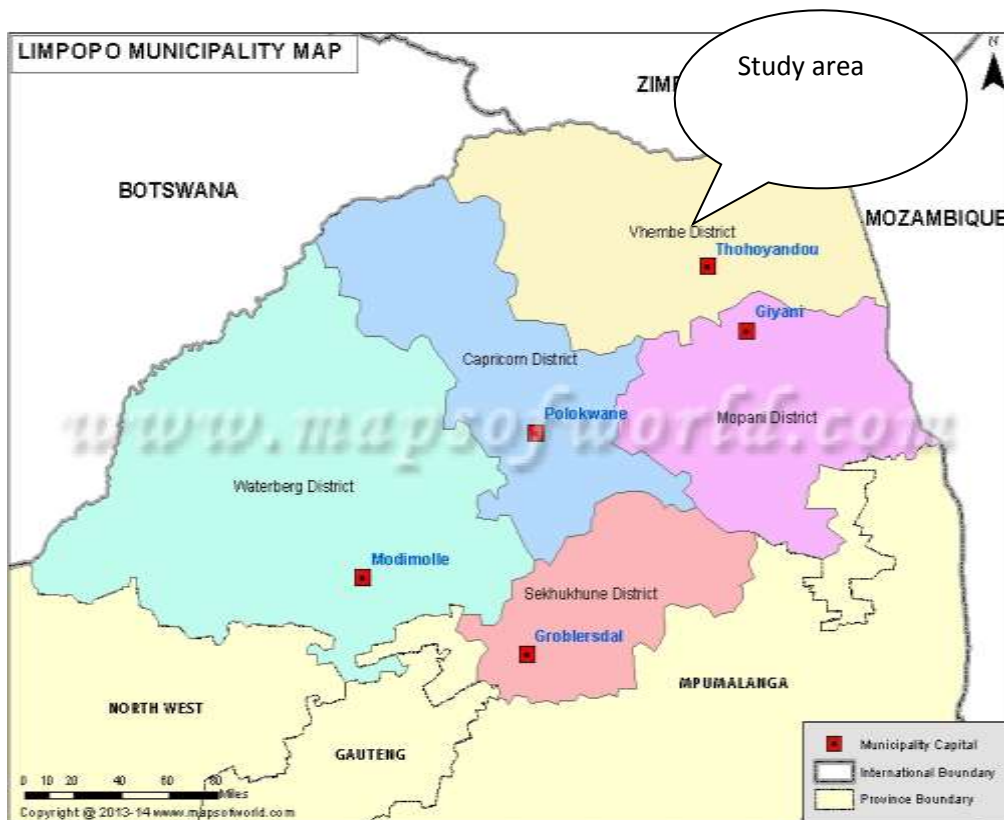 LIMPOPO MUNICIPALITY MAP
Study area
N
BOTSWANA
MOZAMBIQUE
Vhembe District
Thohoyandou
Giyani
Capricorn District
Polokwane
Mopani District
www.mapsofworld.com
Waterberg District
Modimolle
Sekhukhune District
Groblersdal
MPUMALANGA
NORTH WEST
GAUTENG
Municipality Capital
International Boundary
Province Boundary
0 10 20 40 60 80
Miles
Copyright @ 2013-14 www.mapsofworld.com